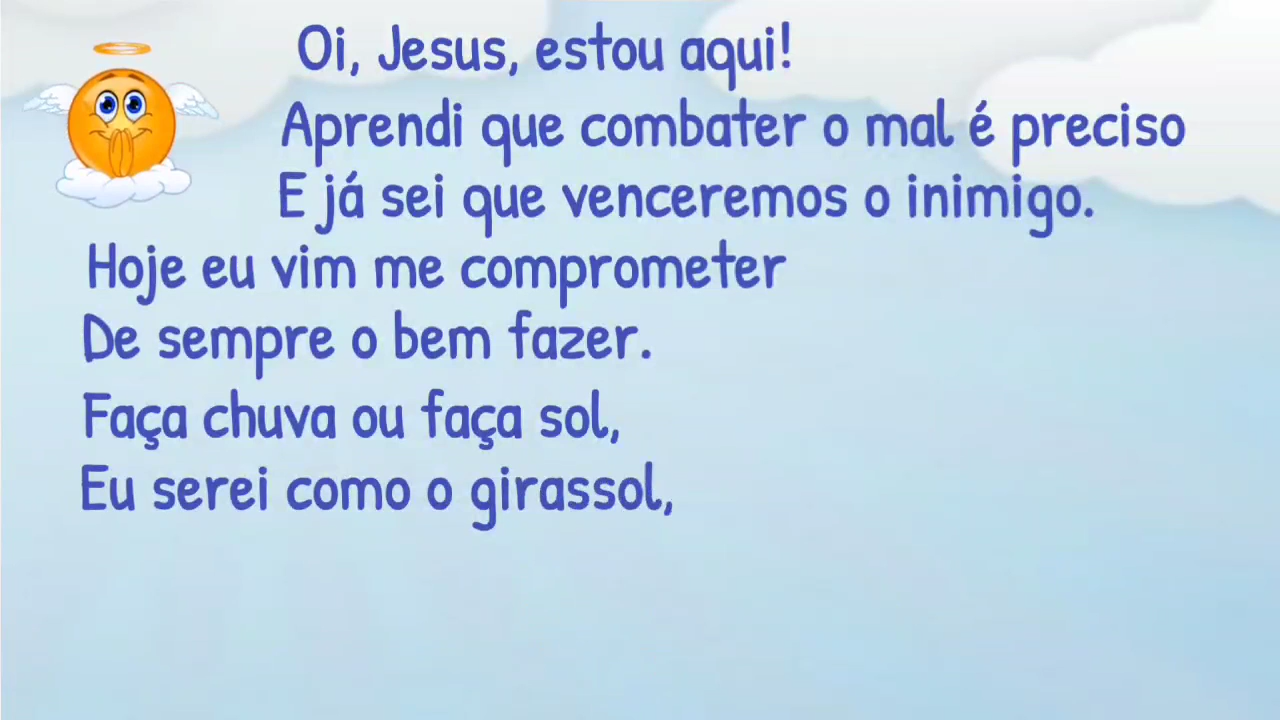 Oi, Jesus, estou aqui!
Aprendi que combater o mal é preciso
E já sei que venceremos o inimigo.
Hoje eu vim me comprometer
De sempre o bem fazer.
Faça chuva ou faça sol,
Eu serei como o girassol,